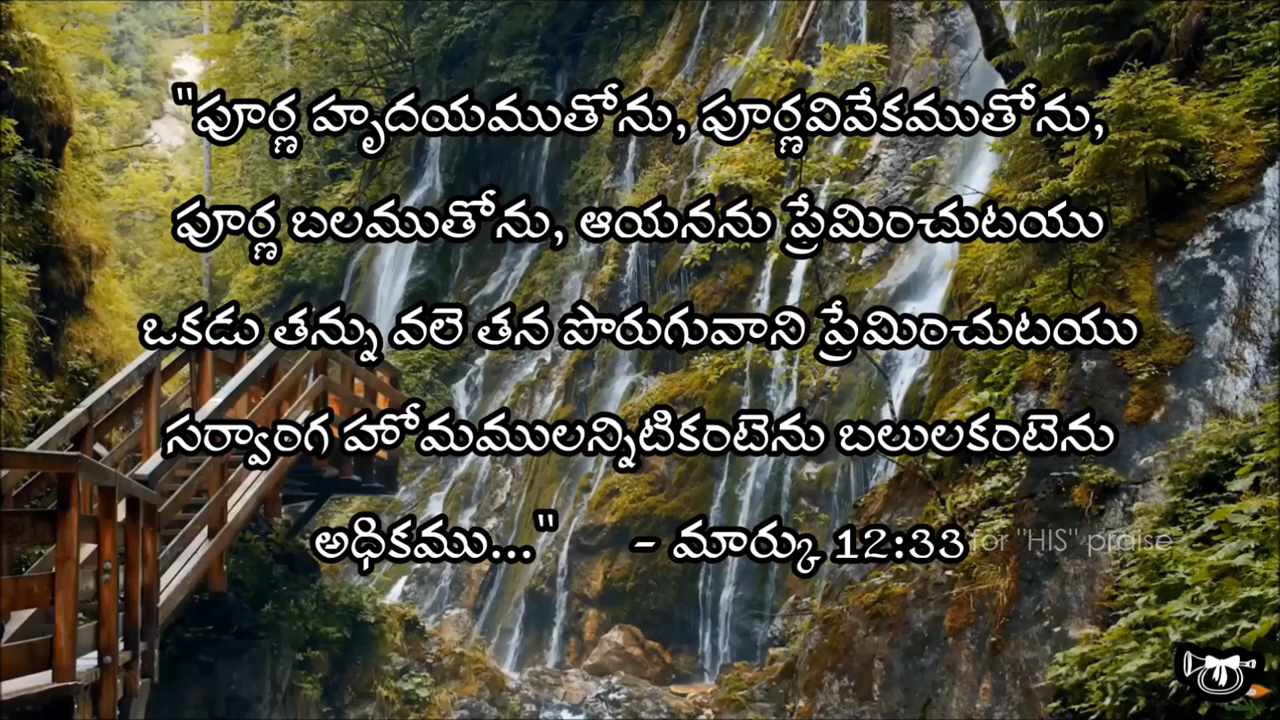 "పూర్ణ హృదయముతోను, పూర్ణవివేకముతోను,
పూర్ణ బలముతోను, ఆయనను ప్రేమించుటయు
ఒకడు తన్ను వలె తన పొరుగువాని ప్రేమించుటయు
సర్వాంగ హోమములన్నిటికంటెను బలులకంటెను
అధికము..." - మార్కు 12:33
for "HIS" praise